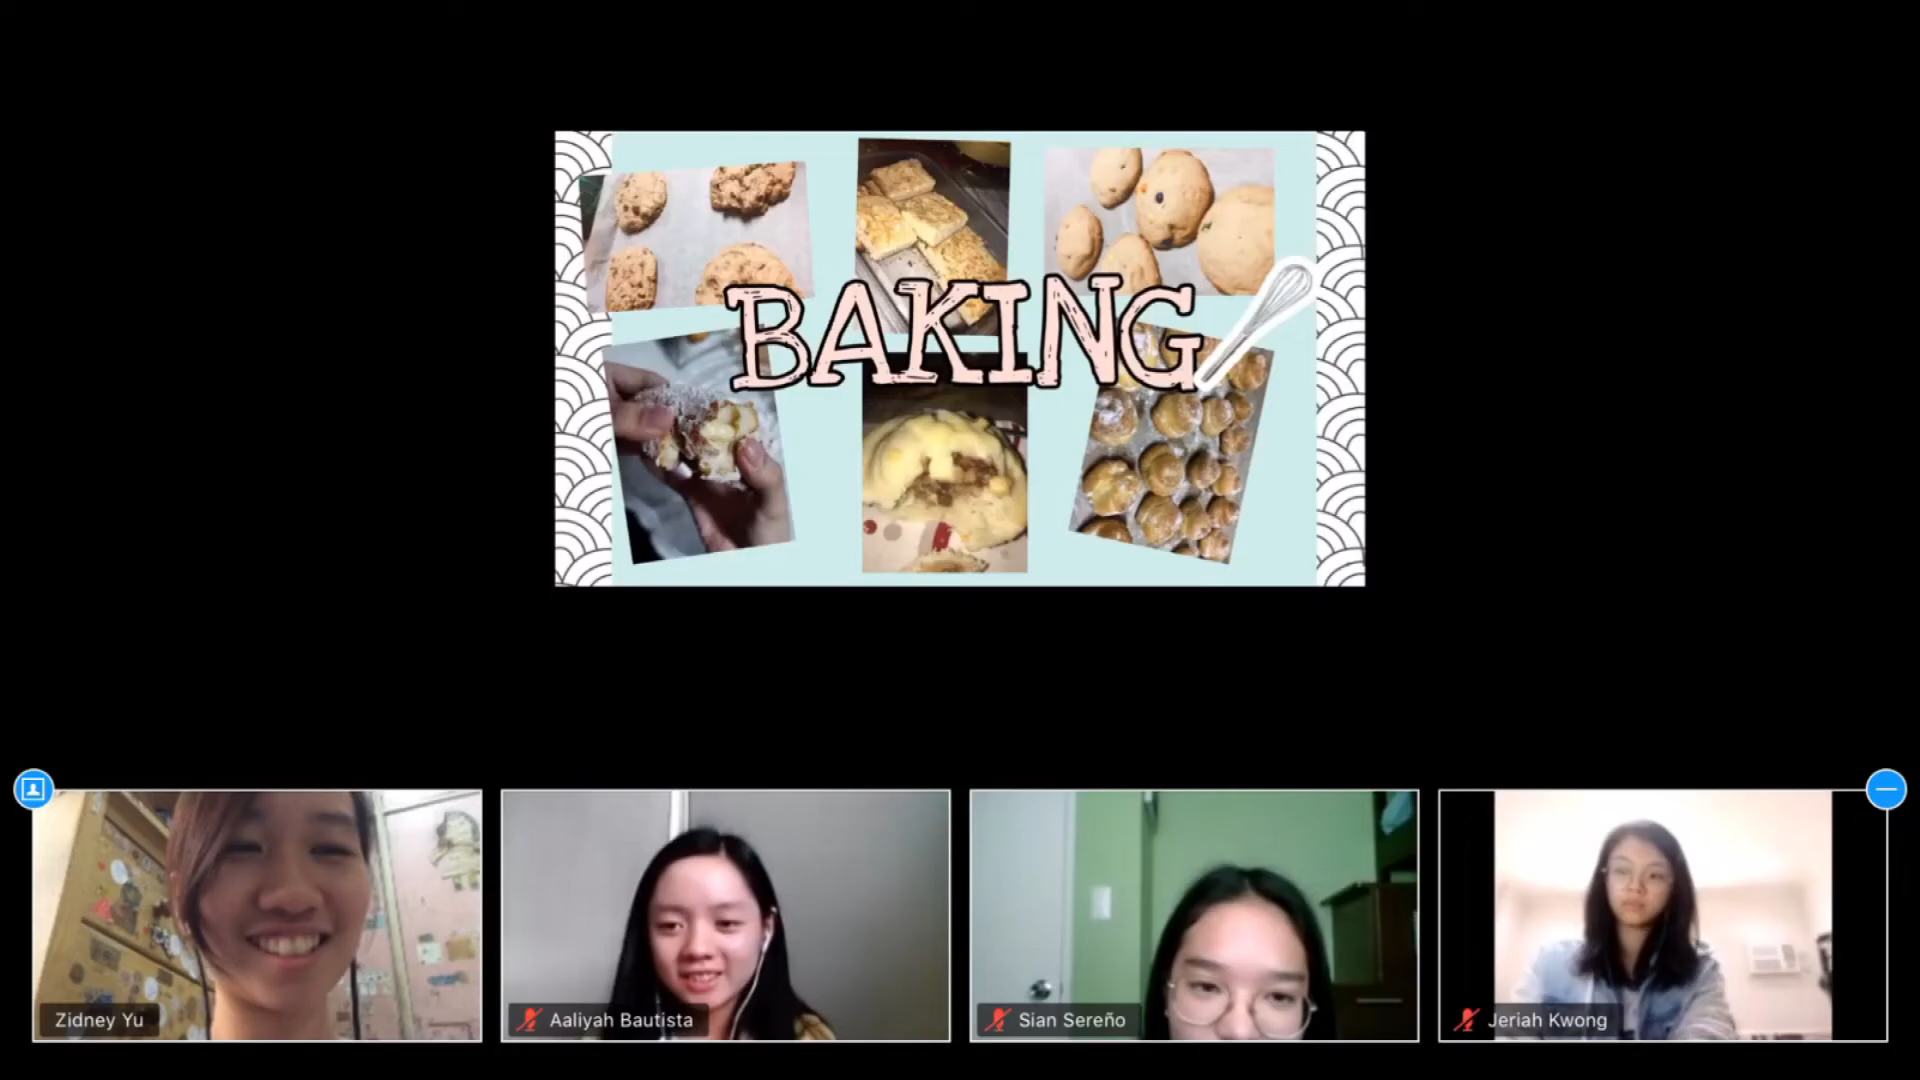 BAKING
Zidney Yu
Aaliyah Bautista
Sian Sereño
Jeriah Kwong